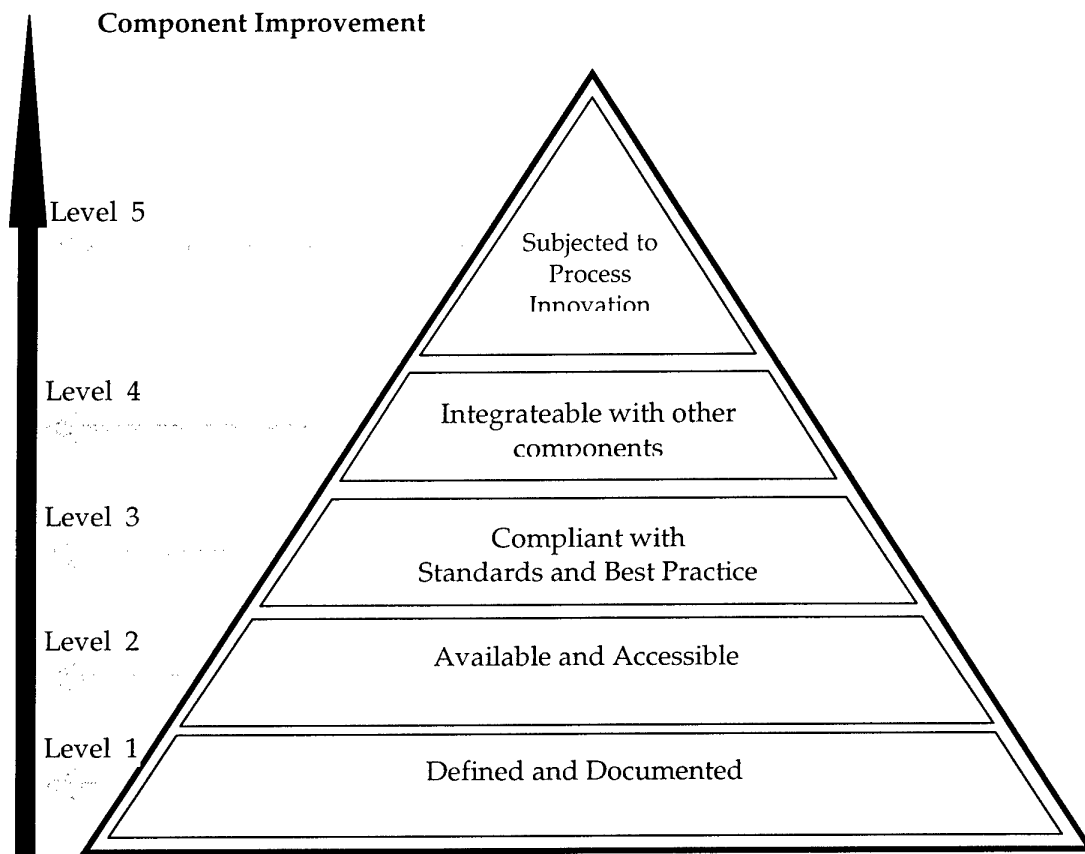 Component Improvement
Level 5
Subjected to
Process
Innovation
Level 4
Integrateable with other
components
Level 3
Compliant with
Standards and Best Practice
Level 2
Available and Accessible
Level 1
Defined and Documented